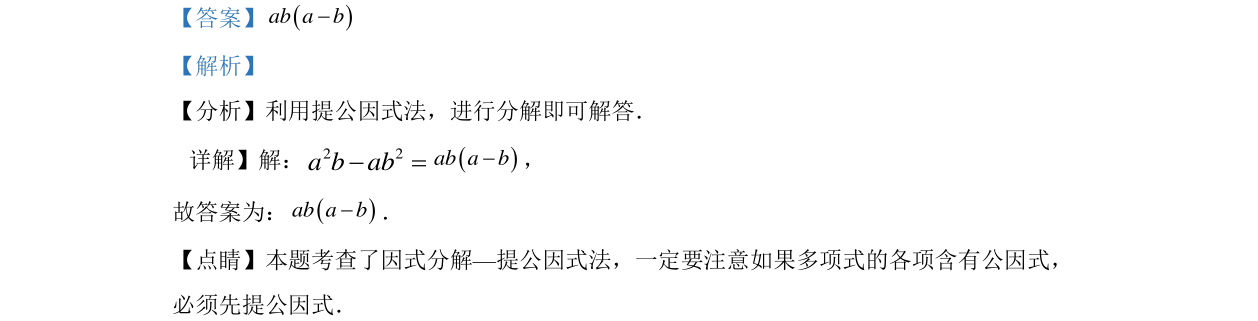 【答案】ab(a−b)
【解析】
【分析】利用提公因式法，进行分解即可解答．
详解】解：a²b−ab²＝ab(a−b)，
故答案为：ab(a−b)．
【点睛】本题考查了因式分解—提公因式法，一定要注意如果多项式的各项含有公因式，
必须先提公因式．